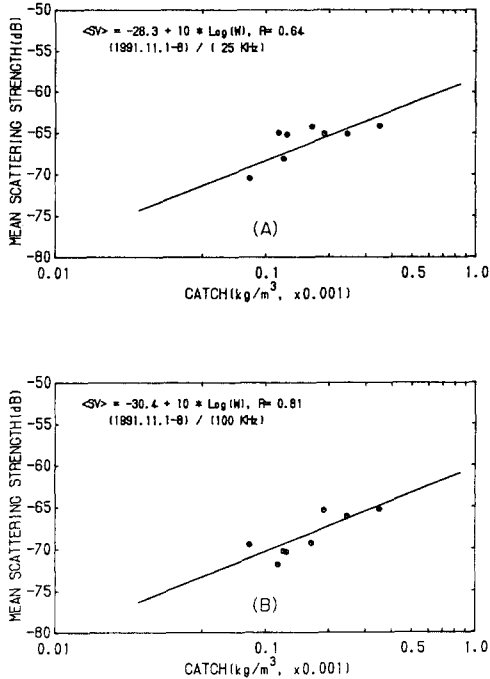 <SV> = -28.3 + 10 * Log(W), R= 0.64
(1991.11.1-8) / ( 25 KHz)
MEAN SCATTERING STRENGTH(dB)
-50
-55
-60
-65
-70
-75
-80
(A)
0.01
0.1
0.5
1.0
CATCH(kg/m³, x0.001)
<SV> = -30.4 + 10 * Log(W), R= 0.81
(1991.11.1-8) / (100 KHz)
MEAN SCATTERING STRENGTH(dB)
-50
-55
-60
-65
-70
-75
-80
(B)
0.01
0.1
0.5
1.0
CATCH(kg/m³, x0.001)